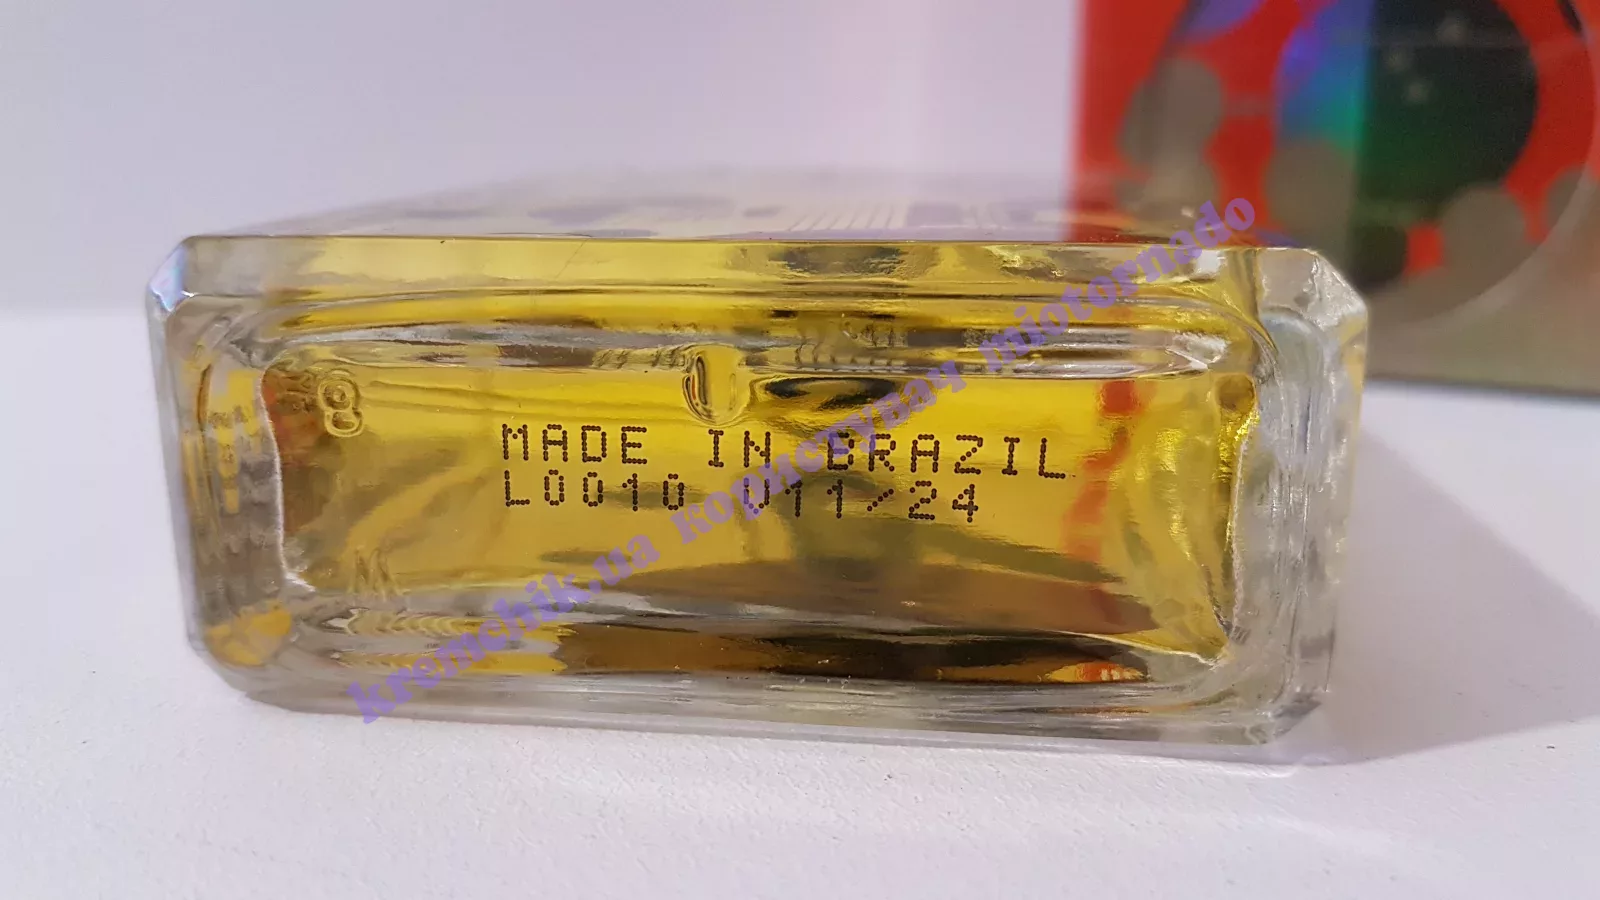 MADE IN BRAZIL
L0010 V11/24
kremchik.ua Користувач miotornado